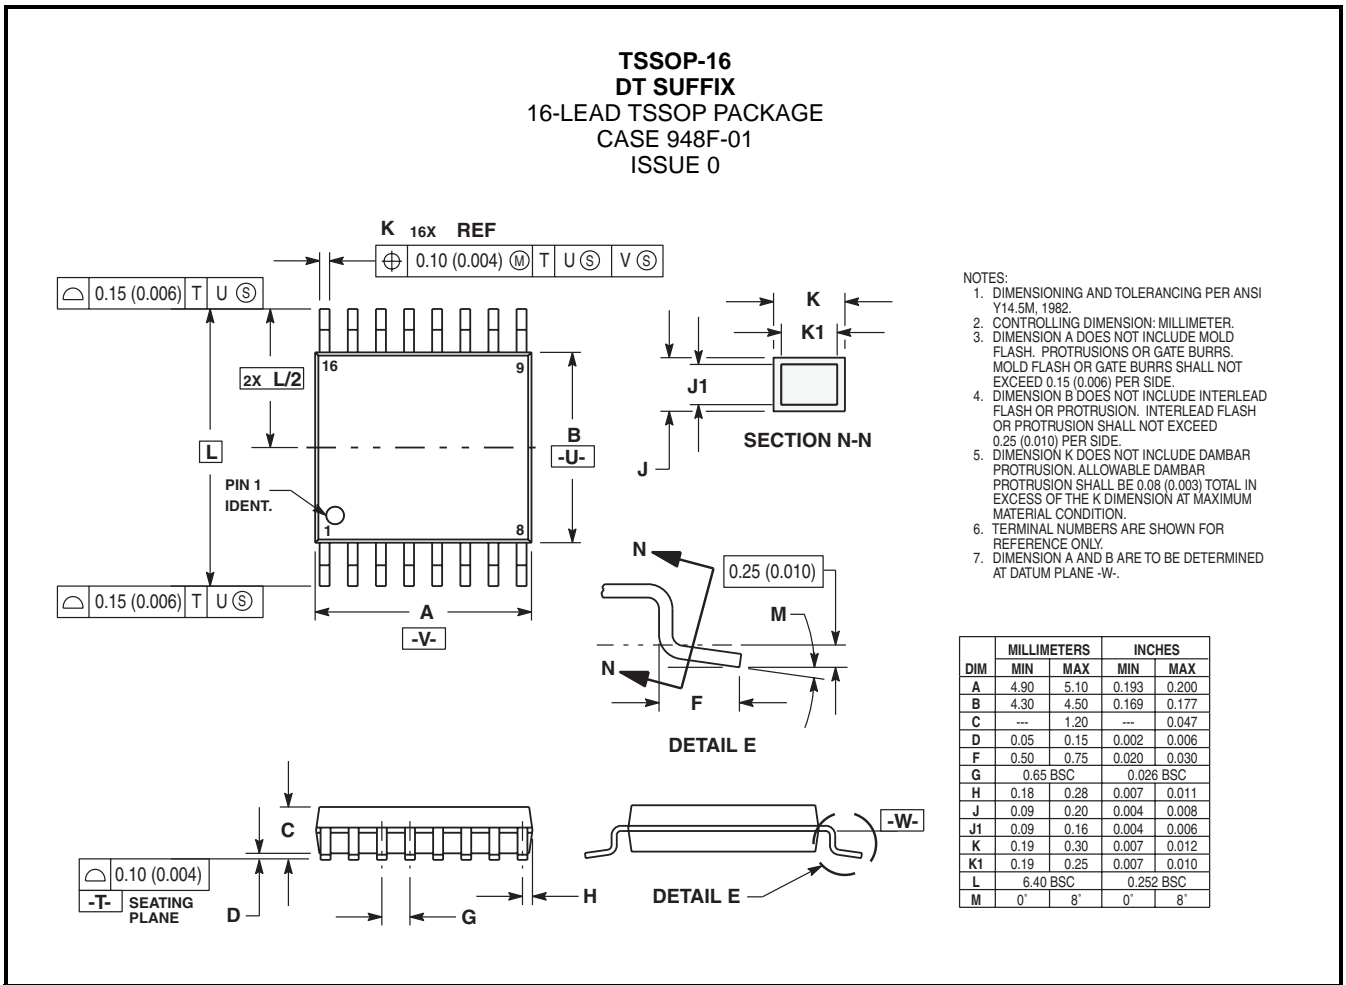 TSSOP-16
DT SUFFIX
16-LEAD TSSOP PACKAGE
CASE 948F-01
ISSUE 0
K 16X REF
⌖ 0.10 (0.004) Ⓜ T U Ⓢ V Ⓢ
⌓ 0.15 (0.006) T U Ⓢ
16 9
2X L/2
L
B
-U-
PIN 1
IDENT.
1 8
⌓ 0.15 (0.006) T U Ⓢ
A
-V-
K
K1
J1
SECTION N-N
J
N
0.25 (0.010)
M
N
F
DETAIL E
C
⌓ 0.10 (0.004)
-T- SEATING
PLANE
D
G
H
-W-
DETAIL E
NOTES:
1. DIMENSIONING AND TOLERANCING PER ANSI
Y14.5M, 1982.
2. CONTROLLING DIMENSION: MILLIMETER.
3. DIMENSION A DOES NOT INCLUDE MOLD
FLASH. PROTRUSIONS OR GATE BURRS.
MOLD FLASH OR GATE BURRS SHALL NOT
EXCEED 0.15 (0.006) PER SIDE.
4. DIMENSION B DOES NOT INCLUDE INTERLEAD
FLASH OR PROTRUSION. INTERLEAD FLASH
OR PROTRUSION SHALL NOT EXCEED
0.25 (0.010) PER SIDE.
5. DIMENSION K DOES NOT INCLUDE DAMBAR
PROTRUSION. ALLOWABLE DAMBAR
PROTRUSION SHALL BE 0.08 (0.003) TOTAL IN
EXCESS OF THE K DIMENSION AT MAXIMUM
MATERIAL CONDITION.
6. TERMINAL NUMBERS ARE SHOWN FOR
REFERENCE ONLY.
7. DIMENSION A AND B ARE TO BE DETERMINED
AT DATUM PLANE -W-.
MILLIMETERS INCHES
DIM MIN MAX MIN MAX
A 4.90 5.10 0.193 0.200
B 4.30 4.50 0.169 0.177
C --- 1.20 --- 0.047
D 0.05 0.15 0.002 0.006
F 0.50 0.75 0.020 0.030
G 0.65 BSC 0.026 BSC
H 0.18 0.28 0.007 0.011
J 0.09 0.20 0.004 0.008
J1 0.09 0.16 0.004 0.006
K 0.19 0.30 0.007 0.012
K1 0.19 0.25 0.007 0.010
L 6.40 BSC 0.252 BSC
M 0° 8° 0° 8°